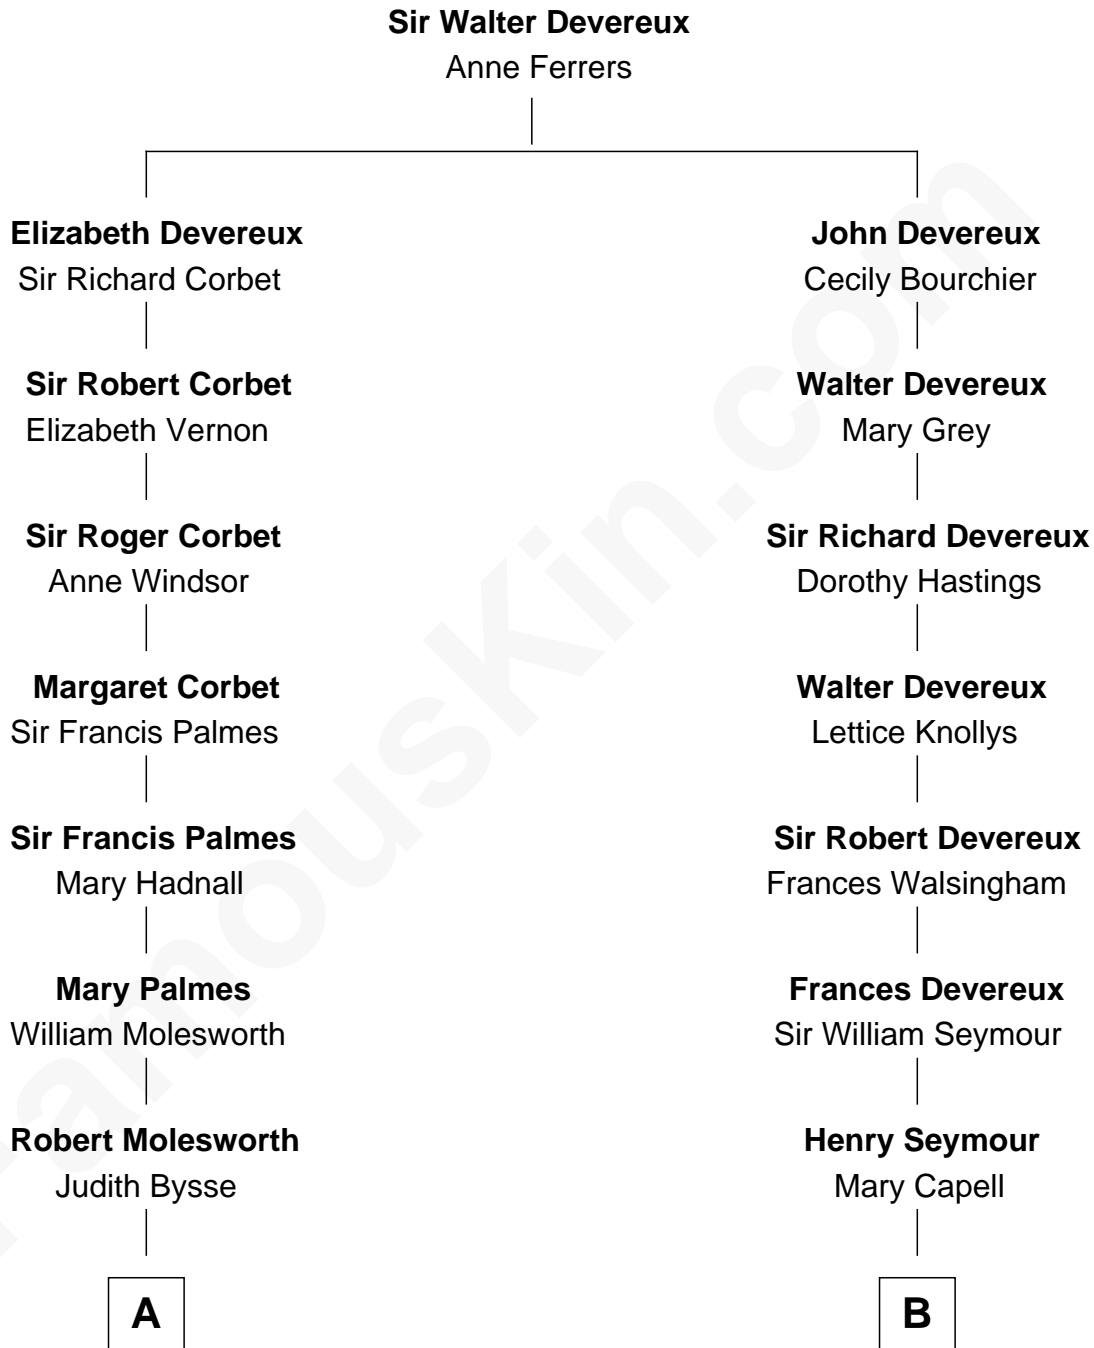 Sir Walter Devereux
Anne Ferrers
Elizabeth Devereux
Sir Richard Corbet
John Devereux
Cecily Bourchier
Sir Robert Corbet
Elizabeth Vernon
Walter Devereux
Mary Grey
Sir Roger Corbet
Anne Windsor
Sir Richard Devereux
Dorothy Hastings
Margaret Corbet
Sir Francis Palmes
Walter Devereux
Lettice Knollys
Sir Francis Palmes
Mary Hadnall
Sir Robert Devereux
Frances Walsingham
Mary Palmes
William Molesworth
Frances Devereux
Sir William Seymour
Robert Molesworth
Judith Bysse
Henry Seymour
Mary Capell
A
B
FamousKin.com